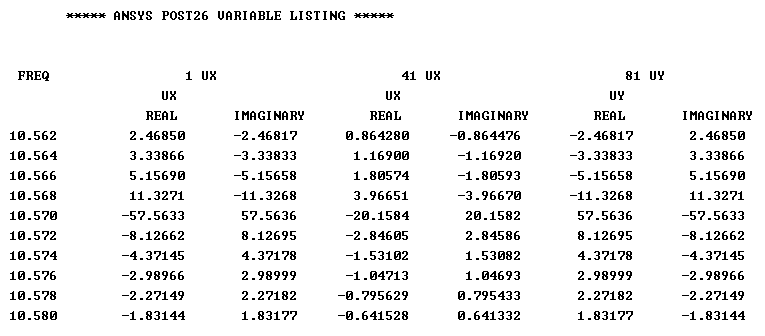 ***** ANSYS POST26 VARIABLE LISTING *****
FREQ 1 UX 41 UX 81 UY
UX UX UY
REAL IMAGINARY REAL IMAGINARY REAL IMAGINARY
10.562 2.46850 -2.46817 0.864280 -0.864476 -2.46817 2.46850
10.564 3.33866 -3.33833 1.16900 -1.16920 -3.33833 3.33866
10.566 5.15690 -5.15658 1.80574 -1.80593 -5.15658 5.15690
10.568 11.3271 -11.3268 3.96651 -3.96670 -11.3268 11.3271
10.570 -57.5633 57.5636 -20.1584 20.1582 57.5636 -57.5633
10.572 -8.12662 8.12695 -2.84605 2.84586 8.12695 -8.12662
10.574 -4.37145 4.37178 -1.53102 1.53082 4.37178 -4.37145
10.576 -2.98966 2.98999 -1.04713 1.04693 2.98999 -2.98966
10.578 -2.27149 2.27182 -0.795629 0.795433 2.27182 -2.27149
10.580 -1.83144 1.83177 -0.641528 0.641332 1.83177 -1.83144